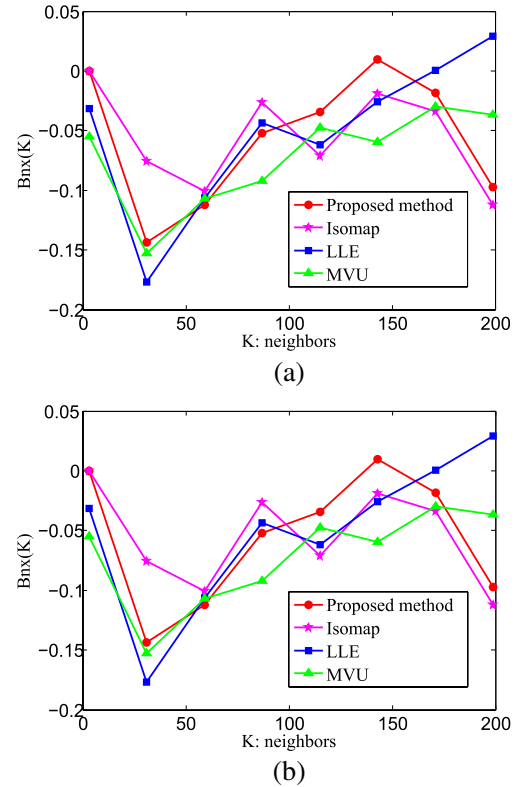 0.05
0
−0.05
−0.1
−0.15
−0.2
Bnx(K)
Proposed method
Isomap
LLE
MVU
0 50 100 150 200
K: neighbors
(a)
0.05
0
−0.05
−0.1
−0.15
−0.2
Bnx(K)
Proposed method
Isomap
LLE
MVU
0 50 100 150 200
K: neighbors
(b)